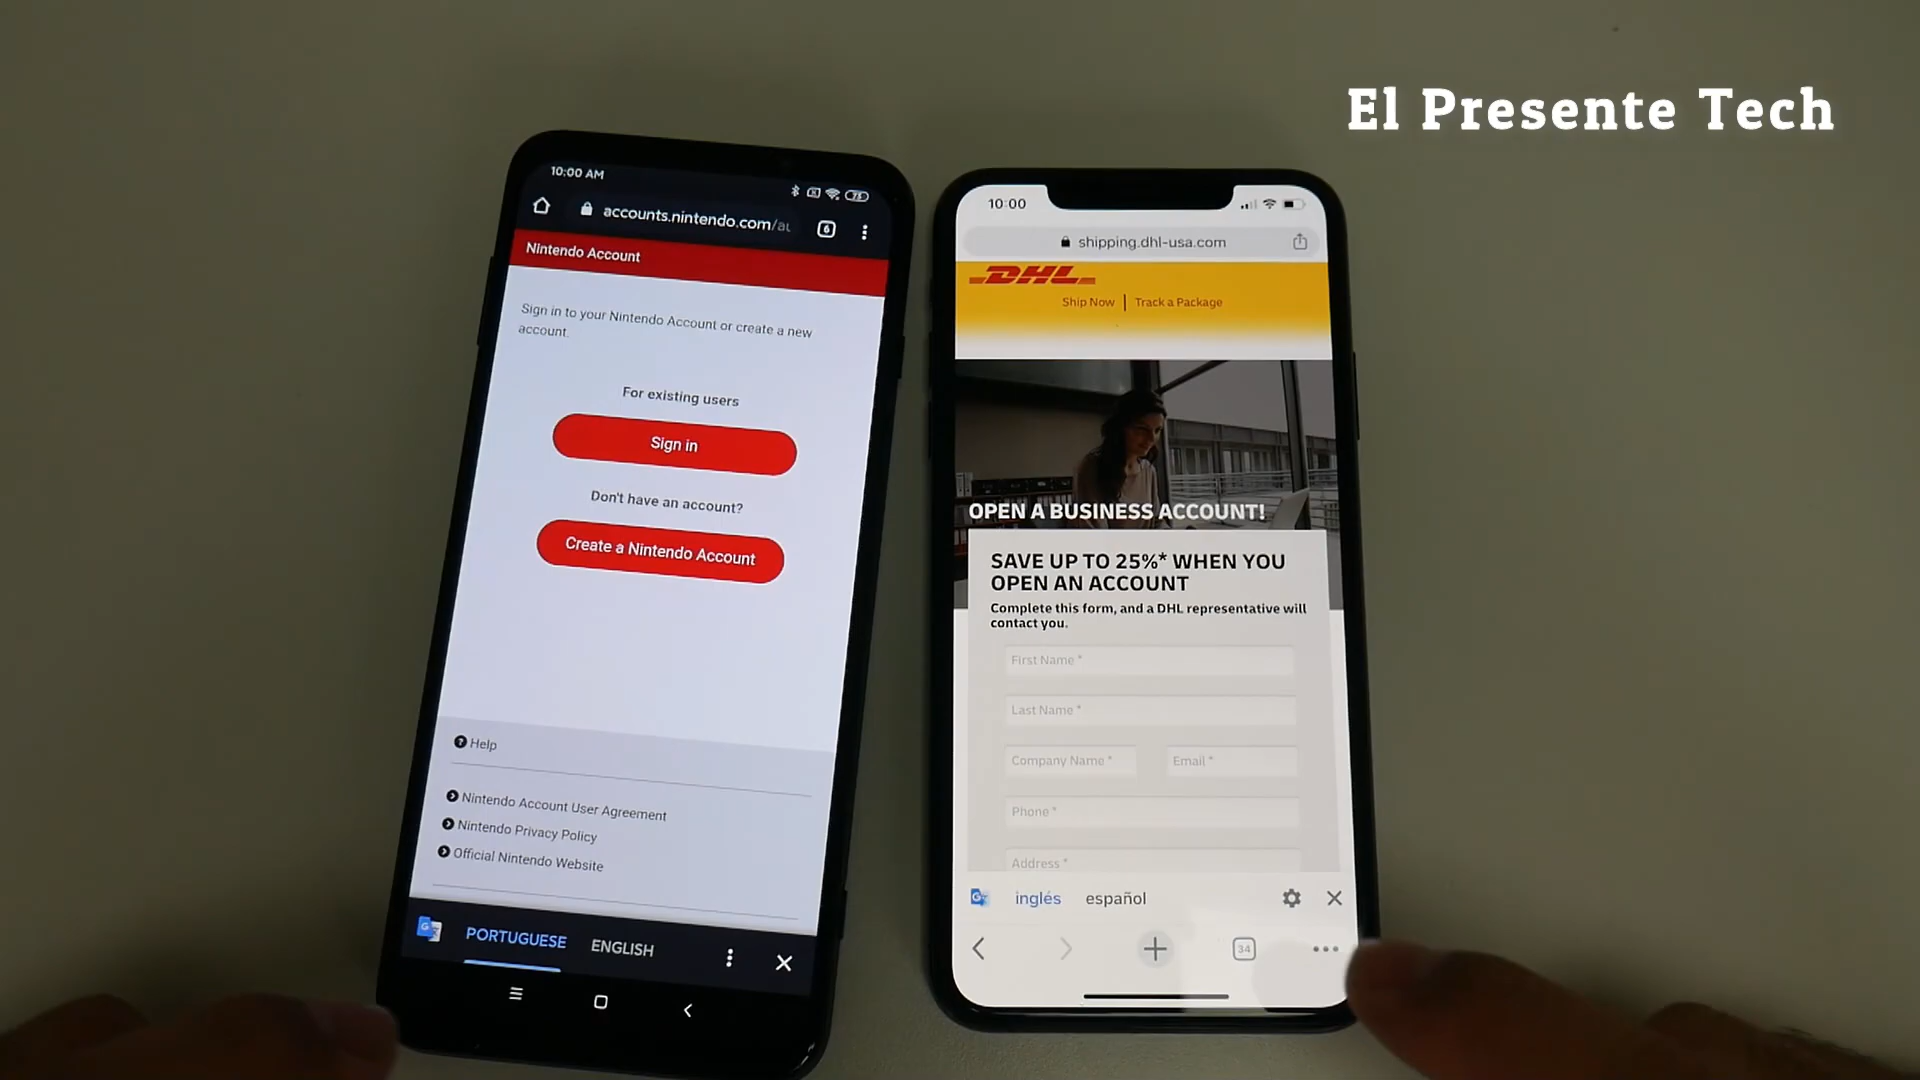 El Presente Tech
10:00 AM
73
accounts.nintendo.com/au
6
Nintendo Account
Sign in to your Nintendo Account or create a new
account.
For existing users
Sign in
Don't have an account?
Create a Nintendo Account
Help
Nintendo Account User Agreement
Nintendo Privacy Policy
Official Nintendo Website
PORTUGUESE
ENGLISH
10:00
shipping.dhl-usa.com
DHL
Ship Now | Track a Package
OPEN A BUSINESS ACCOUNT!
SAVE UP TO 25%* WHEN YOU
OPEN AN ACCOUNT
Complete this form, and a DHL representative will
contact you.
First Name *
Last Name *
Company Name *
Email *
Phone *
Address *
inglés
español
34